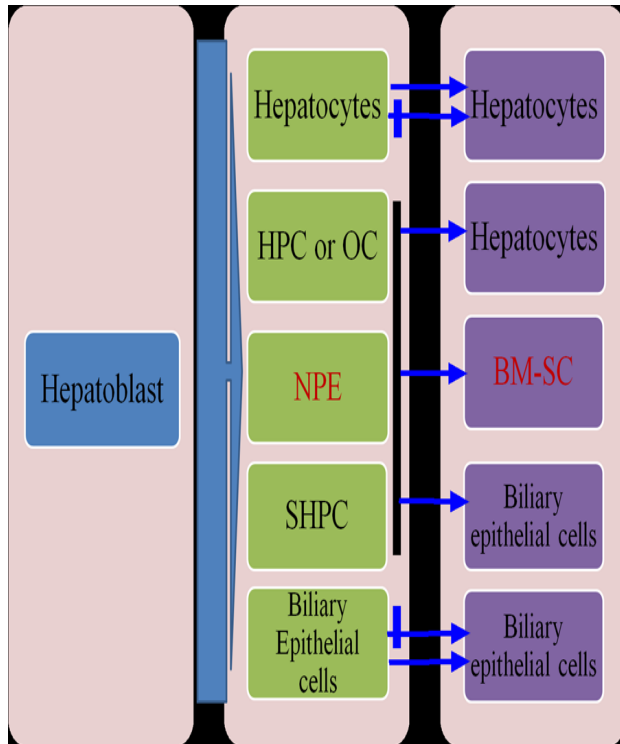 Hepatoblast
Hepatocytes
HPC or OC
NPE
SHPC
Biliary
Epithelial
cells
Hepatocytes
Hepatocytes
BM-SC
Biliary
epithelial cells
Biliary
epithelial cells